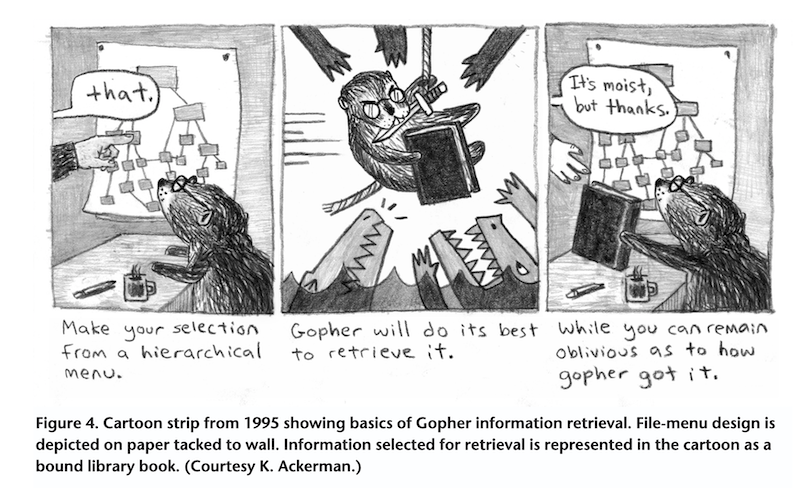 that.
It's moist,
but thanks.
Make your selection
from a hierarchical
menu.
Gopher will do its best
to retrieve it.
While you can remain
oblivious as to how
gopher got it.
Figure 4. Cartoon strip from 1995 showing basics of Gopher information retrieval. File-menu design is
depicted on paper tacked to wall. Information selected for retrieval is represented in the cartoon as a
bound library book. (Courtesy K. Ackerman.)